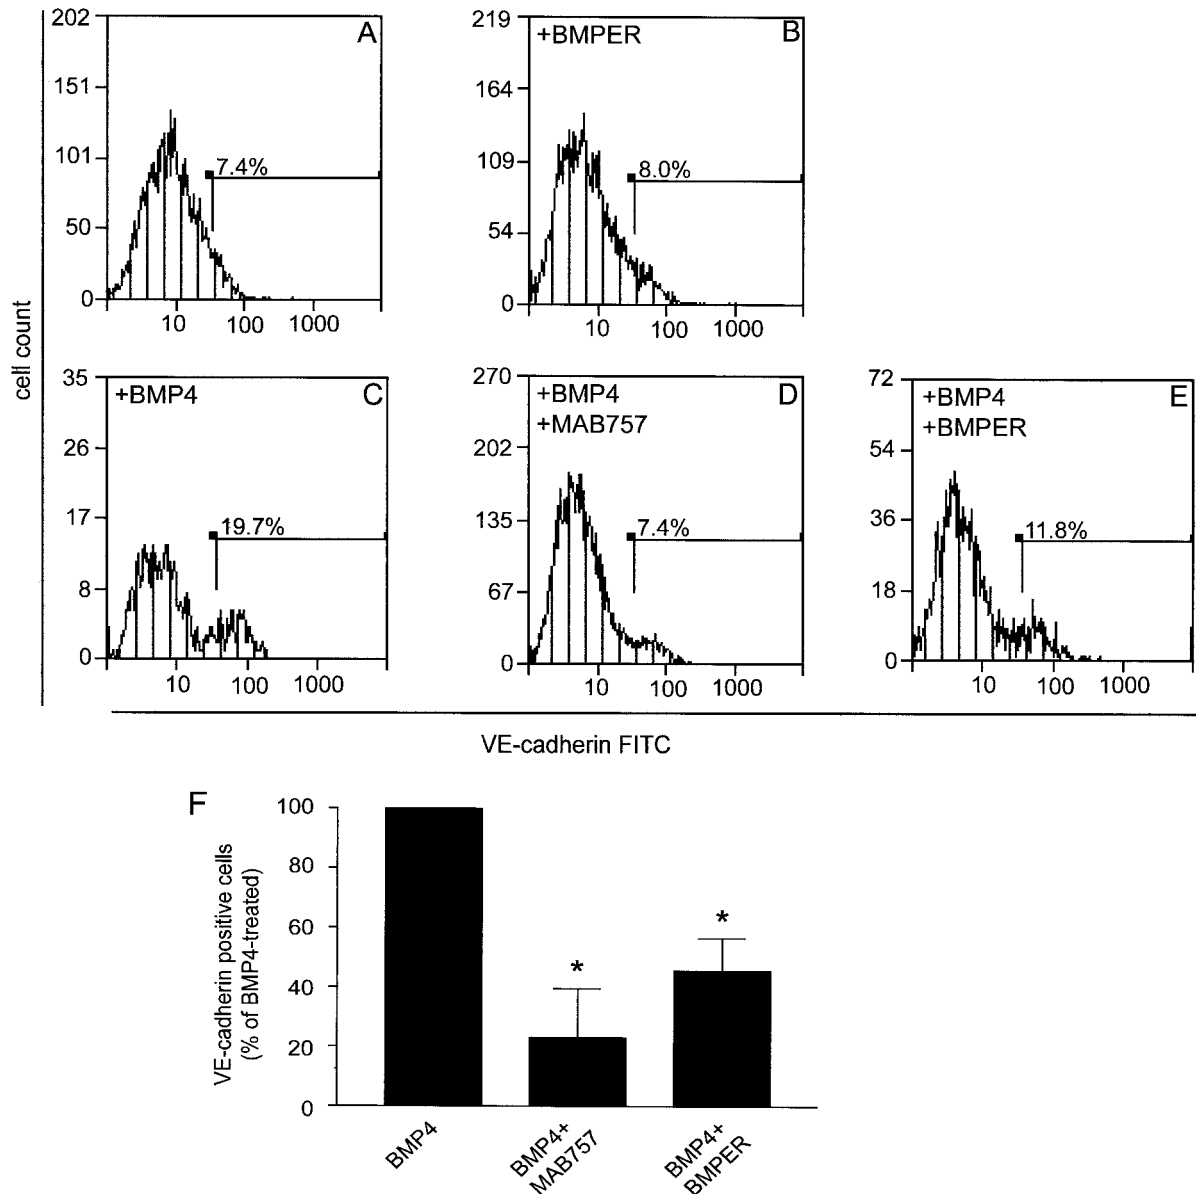 A
202
151
101
50
0
7.4%
10 100 1000
B
+BMPER
219
164
109
54
0
8.0%
10 100 1000
cell count
C
+BMP4
35
26
17
8
0
19.7%
10 100 1000
D
+BMP4
+MAB757
270
202
135
67
0
7.4%
10 100 1000
E
+BMP4
+BMPER
72
54
36
18
0
11.8%
10 100 1000
VE-cadherin FITC
F
VE-cadherin positive cells
(% of BMP4-treated)
100
80
60
40
20
0
*
*
BMP4
BMP4+
MAB757
BMP4+
BMPER